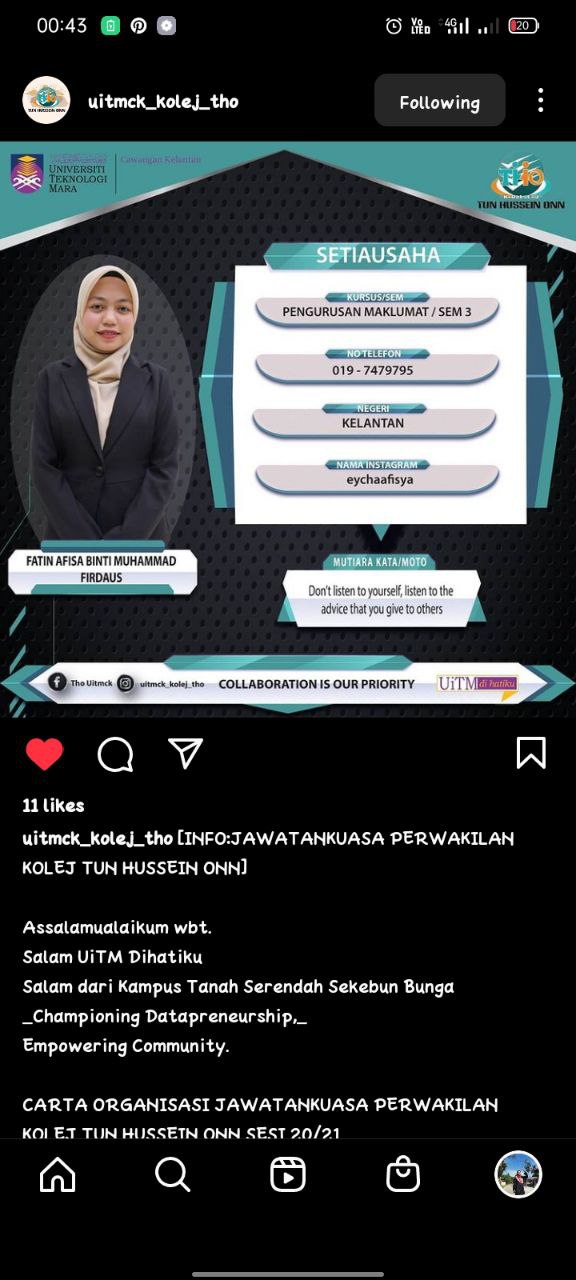 00:43
Vo
LTED
4G
20
uitmck_kolej_tho
Following
UNIVERSITI
TEKNOLOGI
MARA
Cawangan Kelantan
TUN HUSSEIN ONN
SETIAUSAHA
KURSUS/SEM
PENGURUSAN MAKLUMAT / SEM 3
NO TELEFON
019 - 7479795
NEGERI
KELANTAN
NAMA INSTAGRAM
eychaafisya
FATIN AFISA BINTI MUHAMMAD
FIRDAUS
MUTIARA KATA/MOTO
Don't listen to yourself, listen to the
advice that you give to others
Tho Uitmck
uitmck_kolej_tho
COLLABORATION IS OUR PRIORITY
UiTM di hatiku
11 likes
uitmck_kolej_tho [INFO:JAWATANKUASA PERWAKILAN
KOLEJ TUN HUSSEIN ONN]
Assalamualaikum wbt.
Salam UiTM Dihatiku
Salam dari Kampus Tanah Serendah Sekebun Bunga
_Championing Datapreneurship,_
Empowering Community.
CARTA ORGANISASI JAWATANKUASA PERWAKILAN
KOLEJ TUN HUSSEIN ONN SESI 20/21